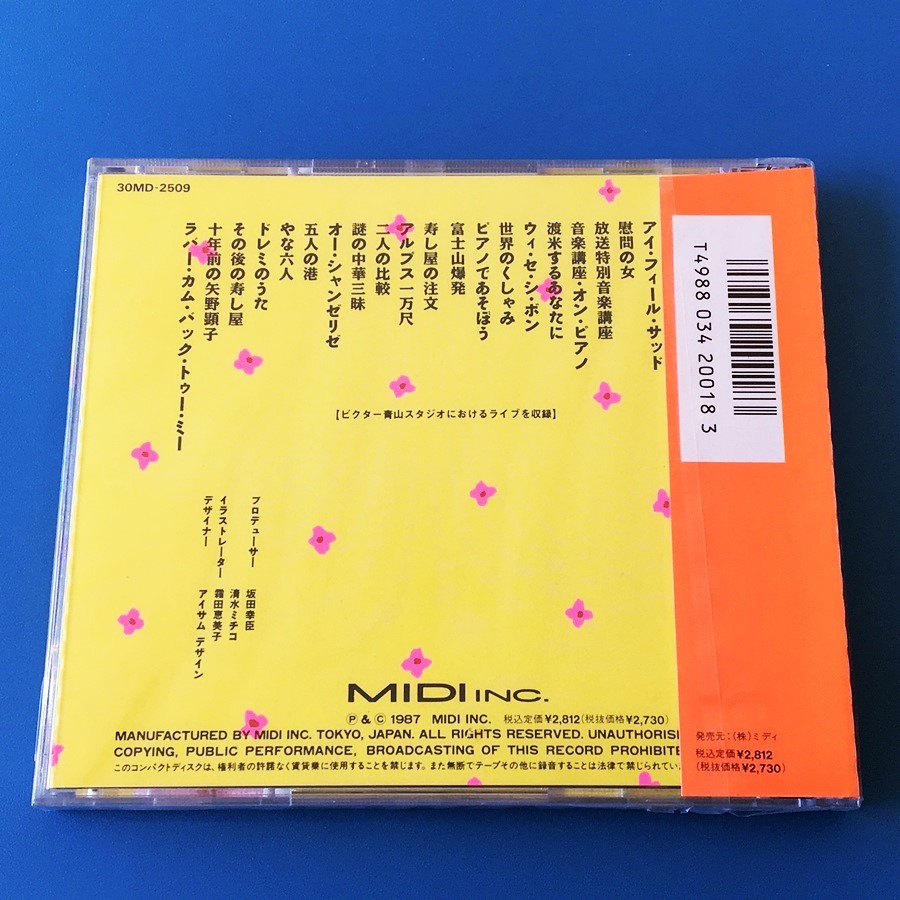 30MD-2509
アイ・フィール・サッド
慰問の女
放送特別音楽講座
音楽講座・オン・ピアノ
渡米するあなたに
ウィ・セ・シ・ボン
世界のくしゃみ
ピアノであそぼう
富士山爆発
寿し屋の注文
アルプス一万尺
二人の比較
謎の中華三昧
オー・シャンゼリゼ
五人の港
やな六人
ドレミのうた
その後の寿し屋
十年前の矢野顕子
ラバー・カム・バック・トゥー・ミー
【ビクター青山スタジオにおけるライブを収録】
プロデューサー 坂田幸臣
清水ミチコ
イラストレーター 霜田恵美子
デザイナー アイサム デザイン
MIDI INC.
Ⓟ & Ⓒ 1987 MIDI INC. 税込定価¥2,812(税抜価格¥2,730)
MANUFACTURED BY MIDI INC. TOKYO, JAPAN. ALL RIGHTS RESERVED. UNAUTHORISI
COPYING, PUBLIC PERFORMANCE, BROADCASTING OF THIS RECORD PROHIBITE
このコンパクトディスクは、権利者の許諾なく賃貸業に使用することを禁じます。また無断でテープその他に録音することは法律で禁じられてい
T4988 034 20018 3
発売元:(株)ミディ
税込定価¥2,812
(税抜価格¥2,730)